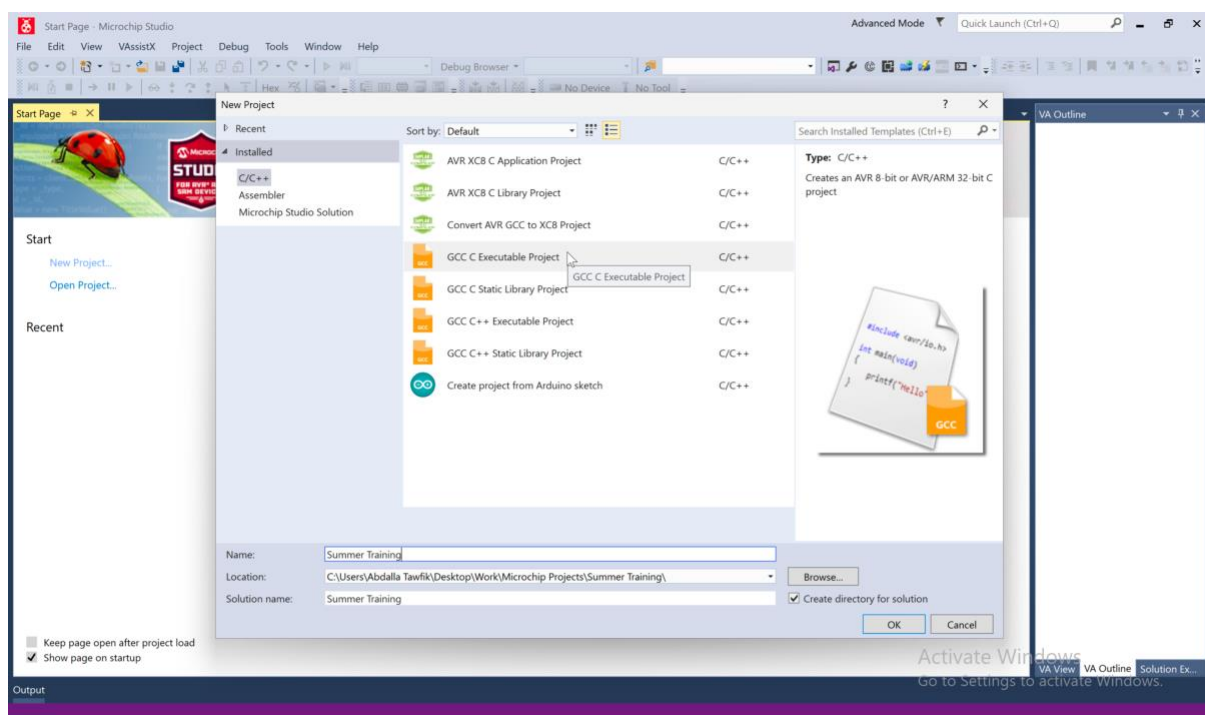 Start Page - Microchip Studio
Advanced Mode
Quick Launch (Ctrl+Q)
File Edit View VAssistX Project Debug Tools Window Help
Debug Browser
Hex
No Device
No Tool
Start Page
New Project
VA Outline
STUD
Start
New Project...
Open Project...
Recent
Recent
Installed
C/C++
Assembler
Microchip Studio Solution
Sort by: Default
Search Installed Templates (Ctrl+E)
AVR XC8 C Application Project C/C++
AVR XC8 C Library Project C/C++
Convert AVR GCC to XC8 Project C/C++
GCC C Executable Project C/C++
GCC C Executable Project
GCC C Static Library Project C/C++
GCC C++ Executable Project C/C++
GCC C++ Static Library Project C/C++
Create project from Arduino sketch C/C++
Type: C/C++
Creates an AVR 8-bit or AVR/ARM 32-bit C
project
#include <avr/io.h>
int main(void)
{
printf("Hello"
}
GCC
Name: Summer Training
Location: C:\Users\Abdalla Tawfik\Desktop\Work\Microchip Projects\Summer Training\
Browse...
Solution name: Summer Training
Create directory for solution
OK Cancel
Keep page open after project load
Show page on startup
Activate Windows
Go to Settings to activate Windows.
VA View VA Outline Solution Ex...
Output